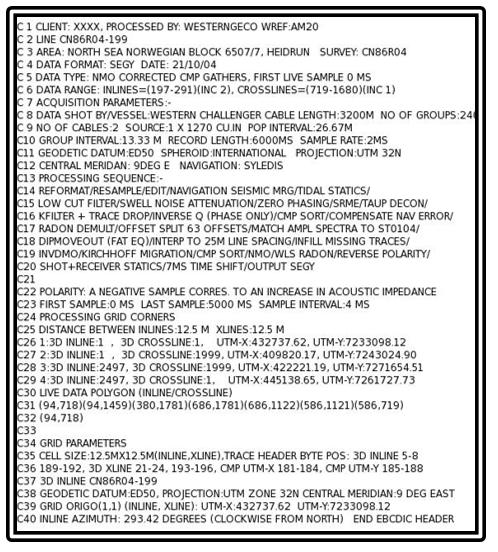 C 1 CLIENT: XXXX, PROCESSED BY: WESTERNGECO WREF:AM20
C 2 LINE CN86R04-199
C 3 AREA: NORTH SEA NORWEGIAN BLOCK 6507/7, HEIDRUN   SURVEY: CN86R04
C 4 DATA FORMAT: SEGY  DATE: 21/10/04
C 5 DATA TYPE: NMO CORRECTED CMP GATHERS, FIRST LIVE SAMPLE 0 MS
C 6 DATA RANGE: INLINES=(197-291)(INC 2), CROSSLINES=(719-1680)(INC 1)
C 7 ACQUISITION PARAMETERS:-
C 8 DATA SHOT BY/VESSEL:WESTERN CHALLENGER CABLE LENGTH:3200M  NO OF GROUPS:240
C 9 NO OF CABLES:2  SOURCE:1 X 1270 CU.IN  POP INTERVAL:26.67M
C10 GROUP INTERVAL:13.33 M  RECORD LENGTH:6000MS  SAMPLE RATE:2MS
C11 GEODETIC DATUM:ED50  SPHEROID:INTERNATIONAL   PROJECTION:UTM 32N
C12 CENTRAL MERIDAN: 9DEG E   NAVIGATION: SYLEDIS
C13 PROCESSING SEQUENCE:-
C14 REFORMAT/RESAMPLE/EDIT/NAVIGATION SEISMIC MRG/TIDAL STATICS/
C15 LOW CUT FILTER/SWELL NOISE ATTENUATION/ZERO PHASING/SRME/TAUP DECON/
C16 KFILTER + TRACE DROP/INVERSE Q (PHASE ONLY)/CMP SORT/COMPENSATE NAV ERROR/
C17 RADON DEMULT/OFFSET SPLIT 63 OFFSETS/MATCH AMPL SPECTRA TO ST0104/
C18 DIPMOVEOUT (FAT EQ)/INTERP TO 25M LINE SPACING/INFILL MISSING TRACES/
C19 INVDMO/KIRCHOFF MIGRATION/CMP SORT/NMO/WLS RADON/REVERSE POLARITY/
C20 SHOT+RECEIVER STATICS/7MS TIME SHIFT/OUTPUT SEGY
C21
C22 POLARITY: A NEGATIVE SAMPLE CORRES. TO AN INCREASE IN ACOUSTIC IMPEDANCE
C23 FIRST SAMPLE:0 MS  LAST SAMPLE:5000 MS  SAMPLE INTERVAL:4 MS
C24 PROCESSING GRID CORNERS
C25 DISTANCE BETWEEN INLINES:12.5 M  XLINES:12.5 M
C26 1:3D INLINE:1  ,  3D CROSSLINE:1,    UTM-X:432737.62, UTM-Y:7233098.12
C27 2:3D INLINE:1  ,  3D CROSSLINE:1999, UTM-X:409820.17, UTM-Y:7243024.90
C28 3:3D INLINE:2497, 3D CROSSLINE:1999, UTM-X:422221.19, UTM-Y:7271654.51
C29 4:3D INLINE:2497, 3D CROSSLINE:1,    UTM-X:445138.65, UTM-Y:7261727.73
C30 LIVE DATA POLYGON (INLINE/CROSSLINE)
C31 (94,718)(94,1459)(380,1781)(686,1781)(686,1122)(586,1121)(586,719)
C32 (94,718)
C33
C34 GRID PARAMETERS
C35 CELL SIZE:12.5MX12.5M(INLINE,XLINE),TRACE HEADER BYTE POS: 3D INLINE 5-8
C36 189-192, 3D XLINE 21-24, 193-196, CMP UTM-X 181-184, CMP UTM-Y 185-188
C37 3D INLINE CN86R04-199
C38 GEODETIC DATUM:ED50, PROJECTION:UTM ZONE 32N CENTRAL MERIDIAN:9 DEG EAST
C39 GRID ORIGO(1,1) (INLINE, XLINE): UTM-X:432737.62  UTM-Y:7233098.12
C40 INLINE AZIMUTH: 293.42 DEGREES (CLOCKWISE FROM NORTH)   END EBCDIC HEADER